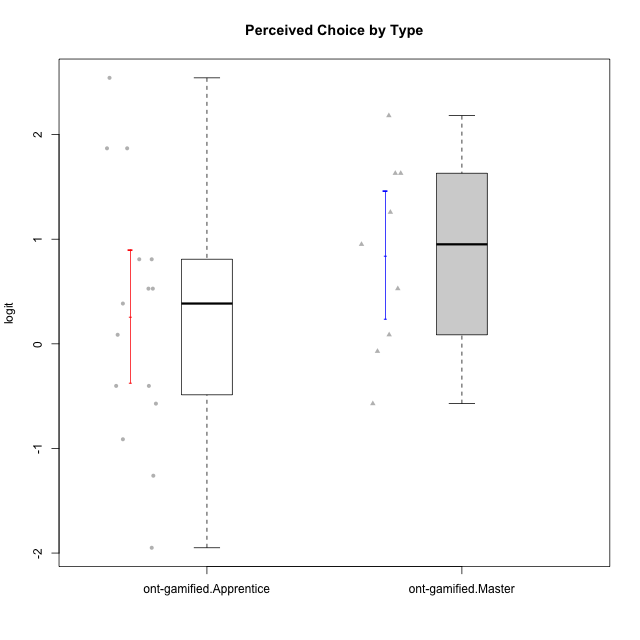 Perceived Choice by Type
logit
2
1
0
-1
-2
ont-gamified.Apprentice
ont-gamified.Master